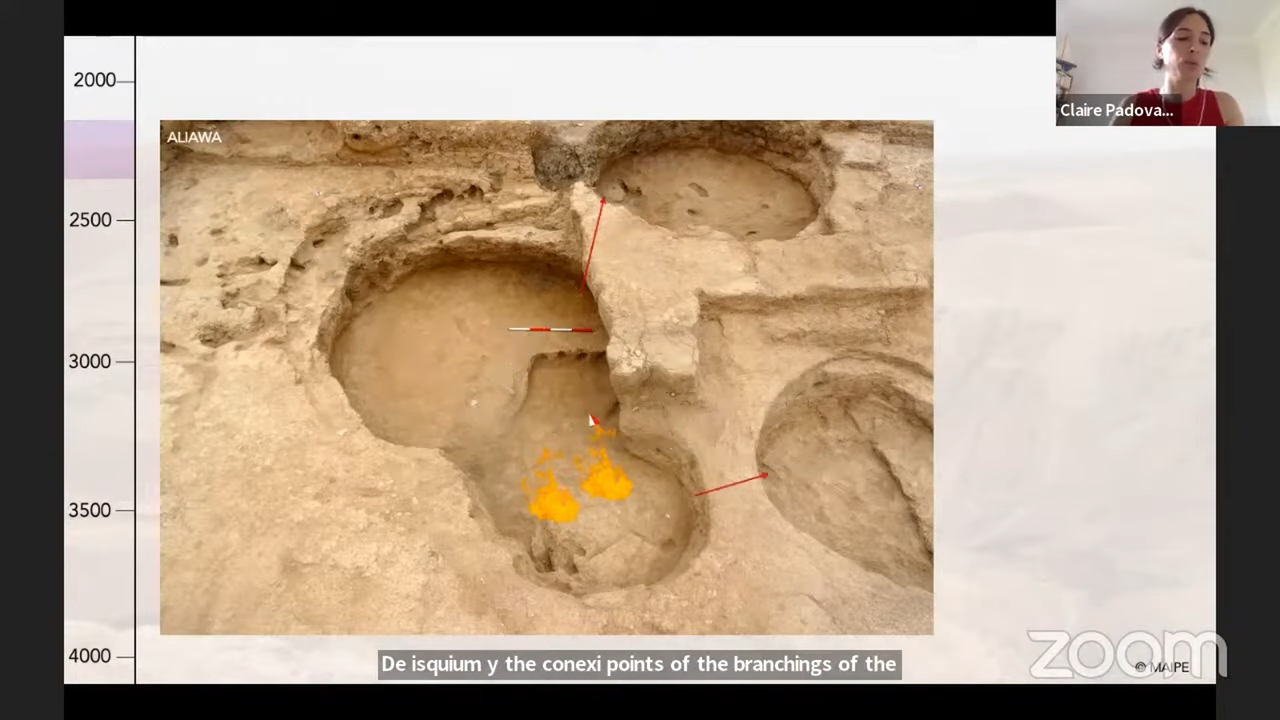 Claire Padova...
2000
ALIAWA
2500
3000
3500
4000
De isquium y the conexi points of the branchings of the
© MAIPE
zoom